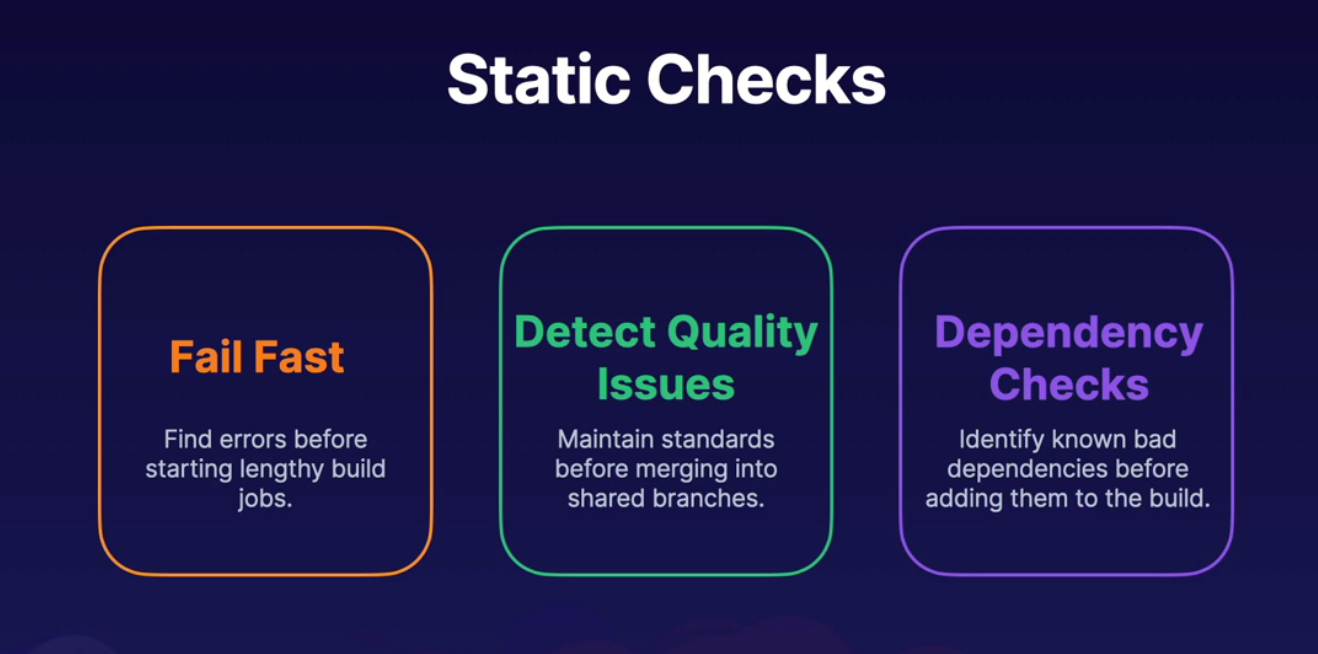 Static Checks
Fail Fast
Find errors before
starting lengthy build
jobs.
Detect Quality
Issues
Maintain standards
before merging into
shared branches.
Dependency
Checks
Identify known bad
dependencies before
adding them to the build.